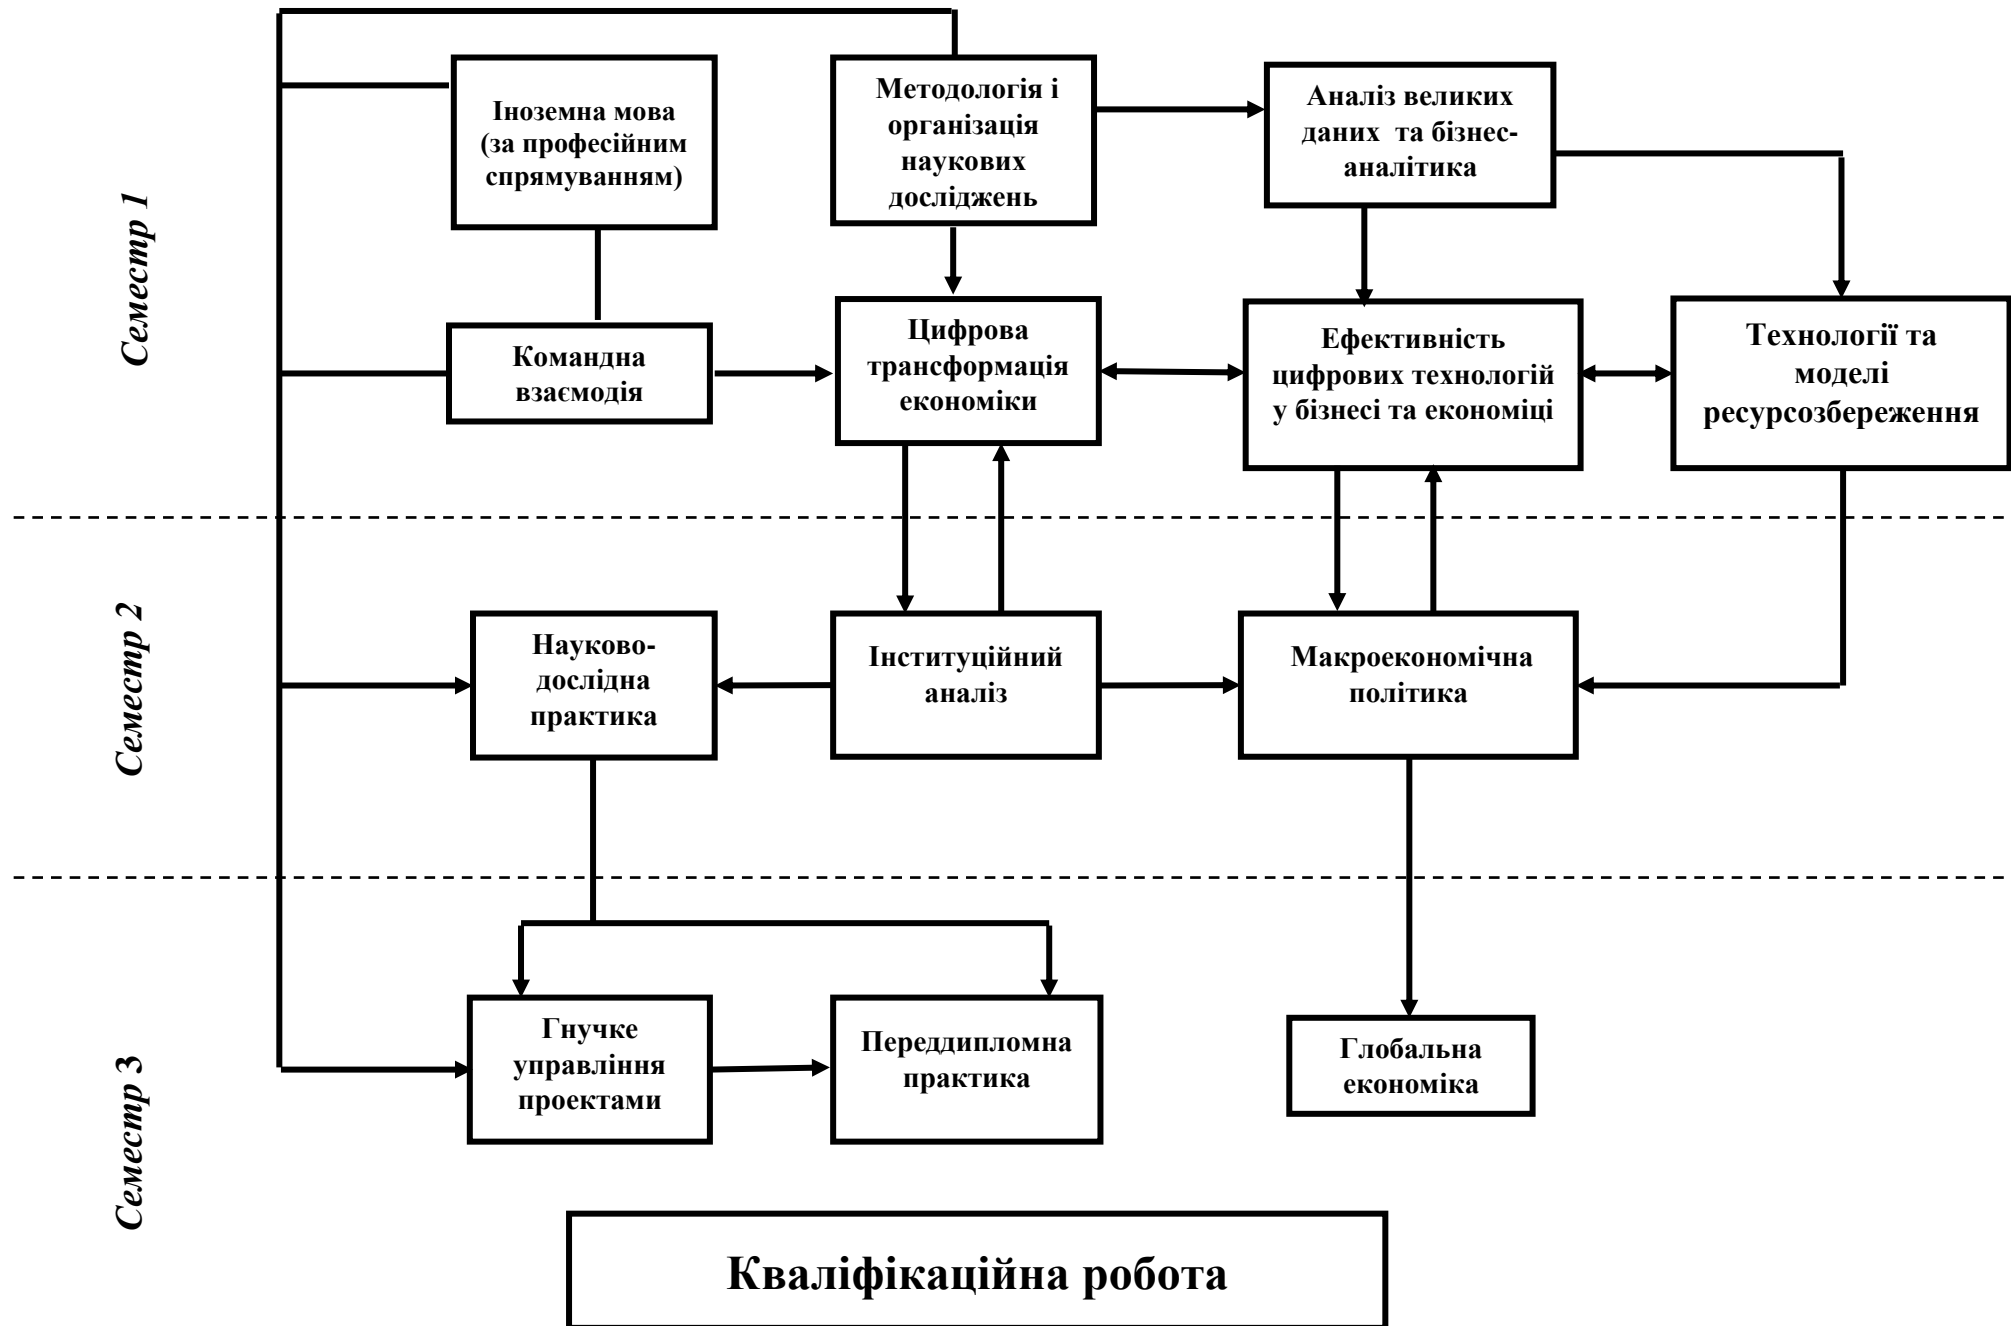 Семестр 1
Іноземна мова
(за професійним
спрямуванням)
Методологія і
організація
наукових
досліджень
Аналіз великих
даних та бізнес-
аналітика
Командна
взаємодія
Цифрова
трансформація
економіки
Ефективність
цифрових технологій
у бізнесі та економіці
Технології та
моделі
ресурсозбереження
Семестр 2
Науково-
дослідна
практика
Інституційний
аналіз
Макроекономічна
політика
Семестр 3
Гнучке
управління
проектами
Переддипломна
практика
Глобальна
економіка
Кваліфікаційна робота